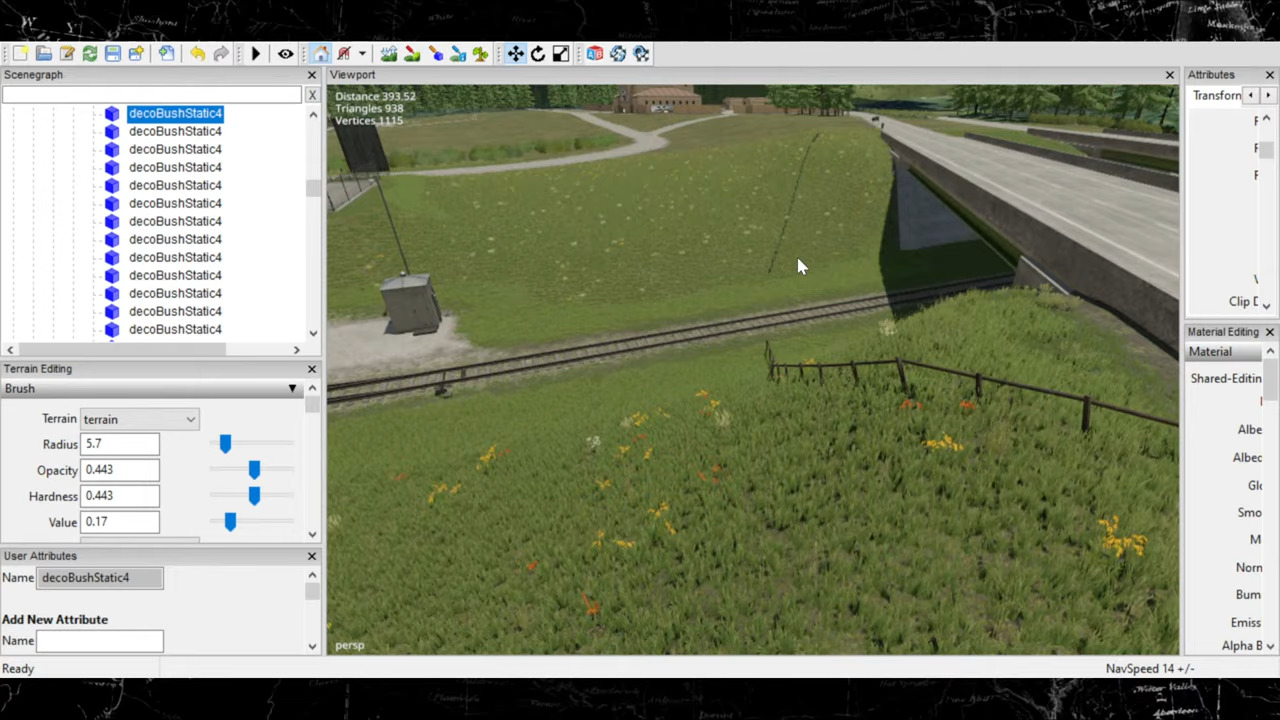 Scenegraph
X
decoBushStatic4
decoBushStatic4
decoBushStatic4
decoBushStatic4
decoBushStatic4
decoBushStatic4
decoBushStatic4
decoBushStatic4
decoBushStatic4
decoBushStatic4
decoBushStatic4
decoBushStatic4
decoBushStatic4
Terrain Editing
Brush
Terrain terrain
Radius 5.7
Opacity 0.443
Hardness 0.443
Value 0.17
User Attributes
Name decoBushStatic4
Add New Attribute
Name
Ready
Viewport
Distance 393.52
Triangles 938
Vertices 1115
persp
Attributes
Transforn
Clip D
Material Editing
Material
Shared-Editin
Albe
Albed
Glo
Smo
M
Norn
Bum
Emiss
Alpha B
NavSpeed 14 +/-